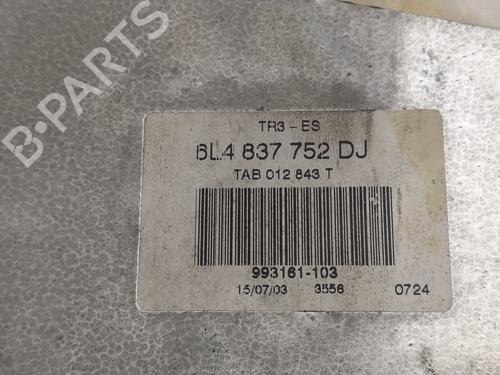 B-PARTS
TR3-ES
6L4 837 752 DJ
TAB 012 843 T
993161-103
15/07/03 3556 0724